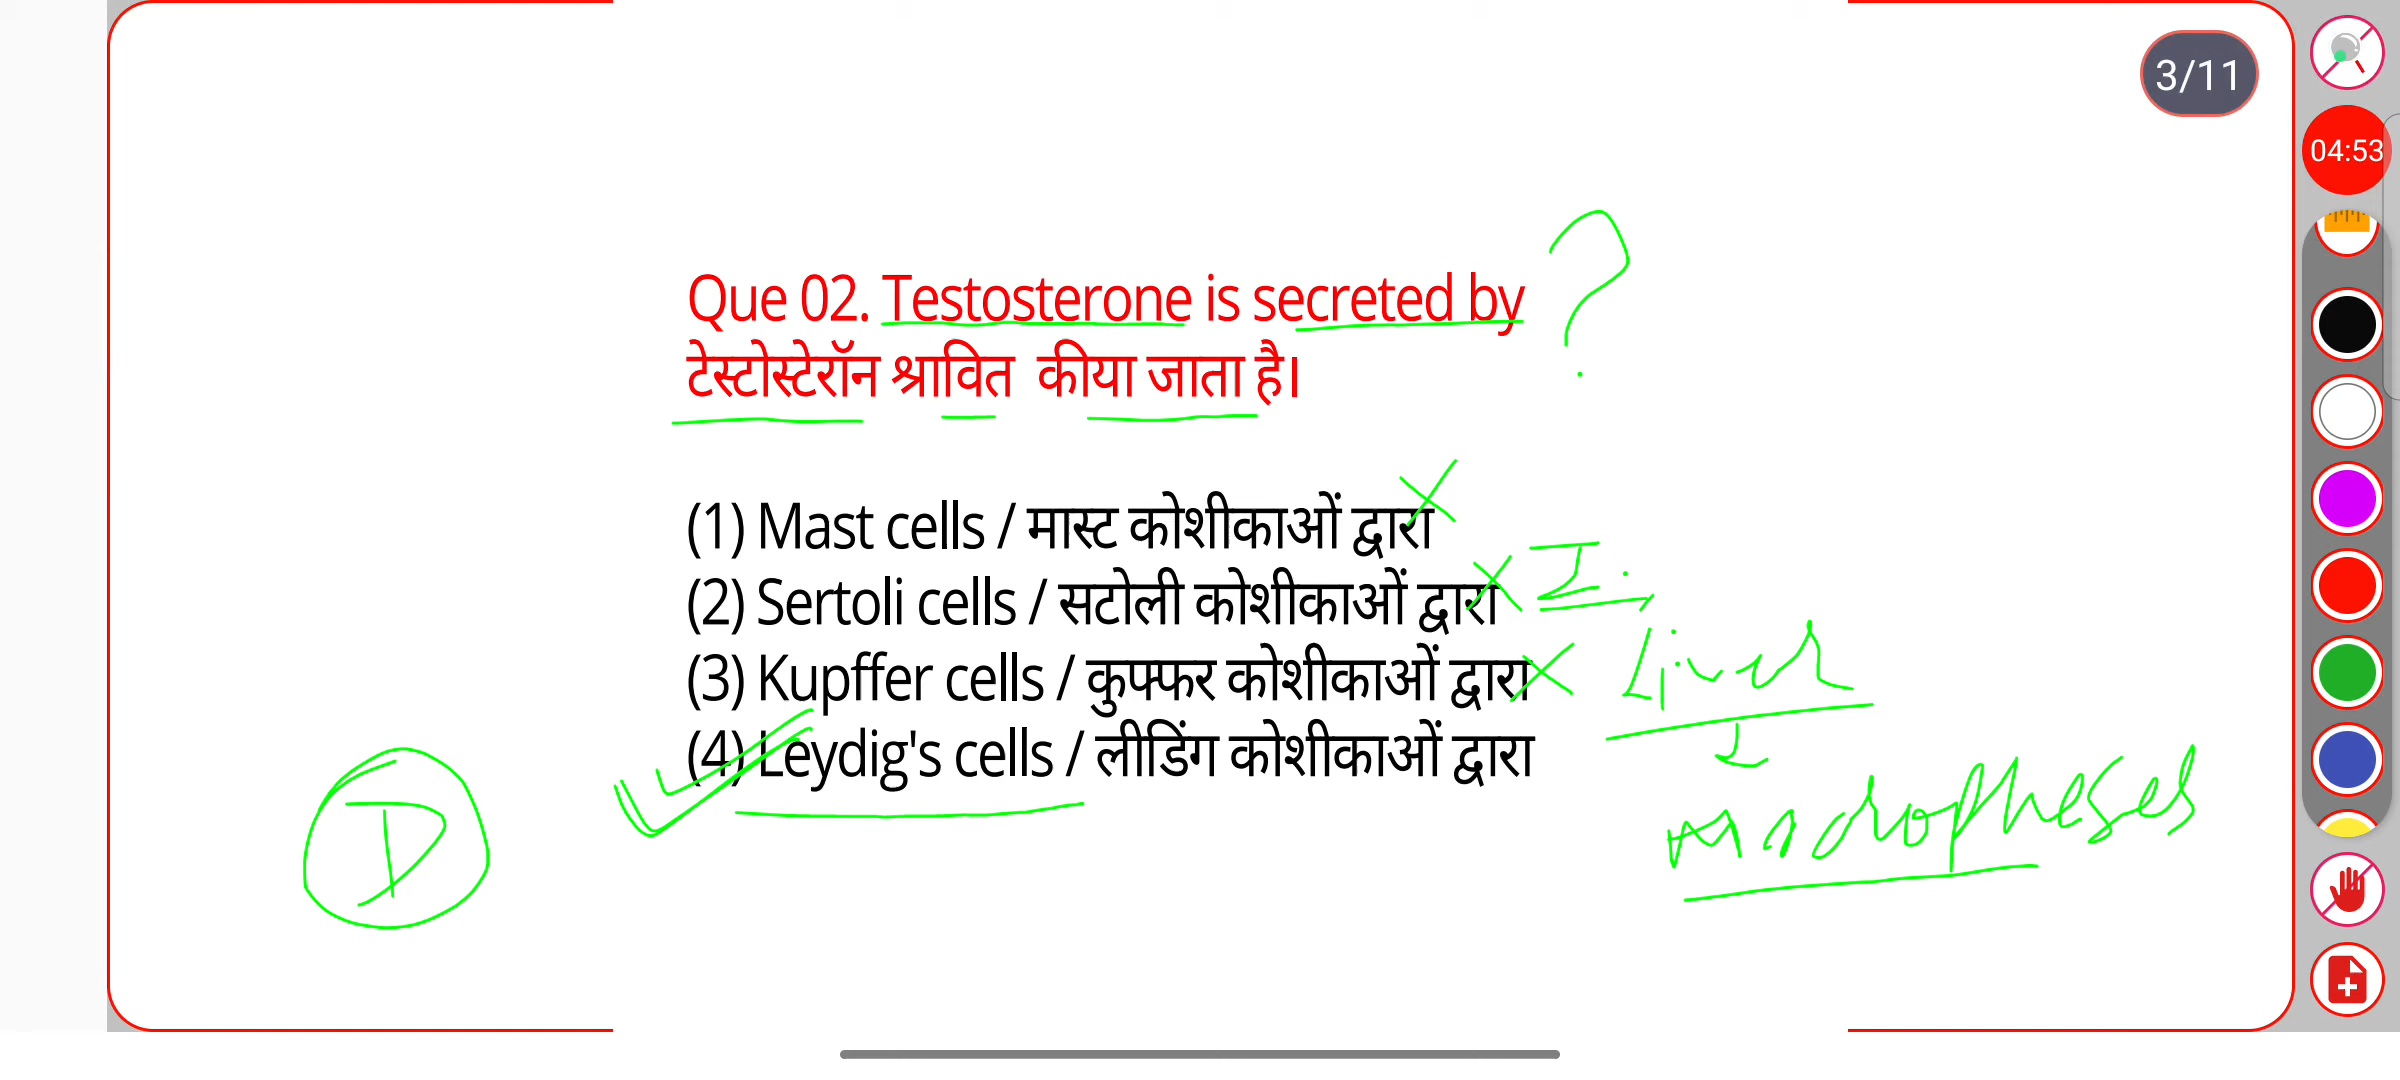 3/11
04:53
Que 02. Testosterone is secreted by ?
टेस्टोस्टेरॉन श्रावित कीया जाता है।
(1) Mast cells / मास्ट कोशीकाओं द्वारा
(2) Sertoli cells / सटोली कोशीकाओं द्वारा
(3) Kupffer cells / कुफ्फर कोशीकाओं द्वारा
Liver
(4) Leydig's cells / लीडिंग कोशीकाओं द्वारा
D